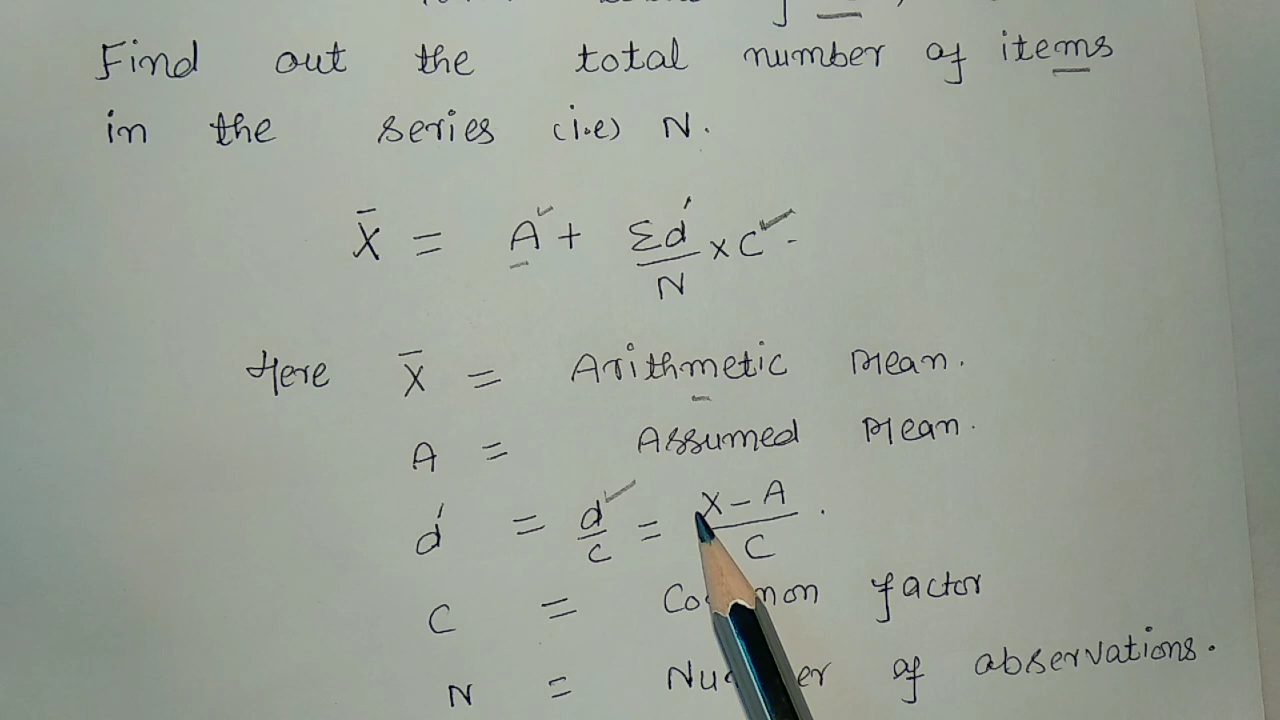 Find out the total number of items
in the series (i.e) N.
X̄ = A + Σd′/N × C.
Here X̄ = Arithmetic Mean.
A = Assumed Mean.
d′ = d/c = X – A/C.
C = Common factor
N = Number of observations.